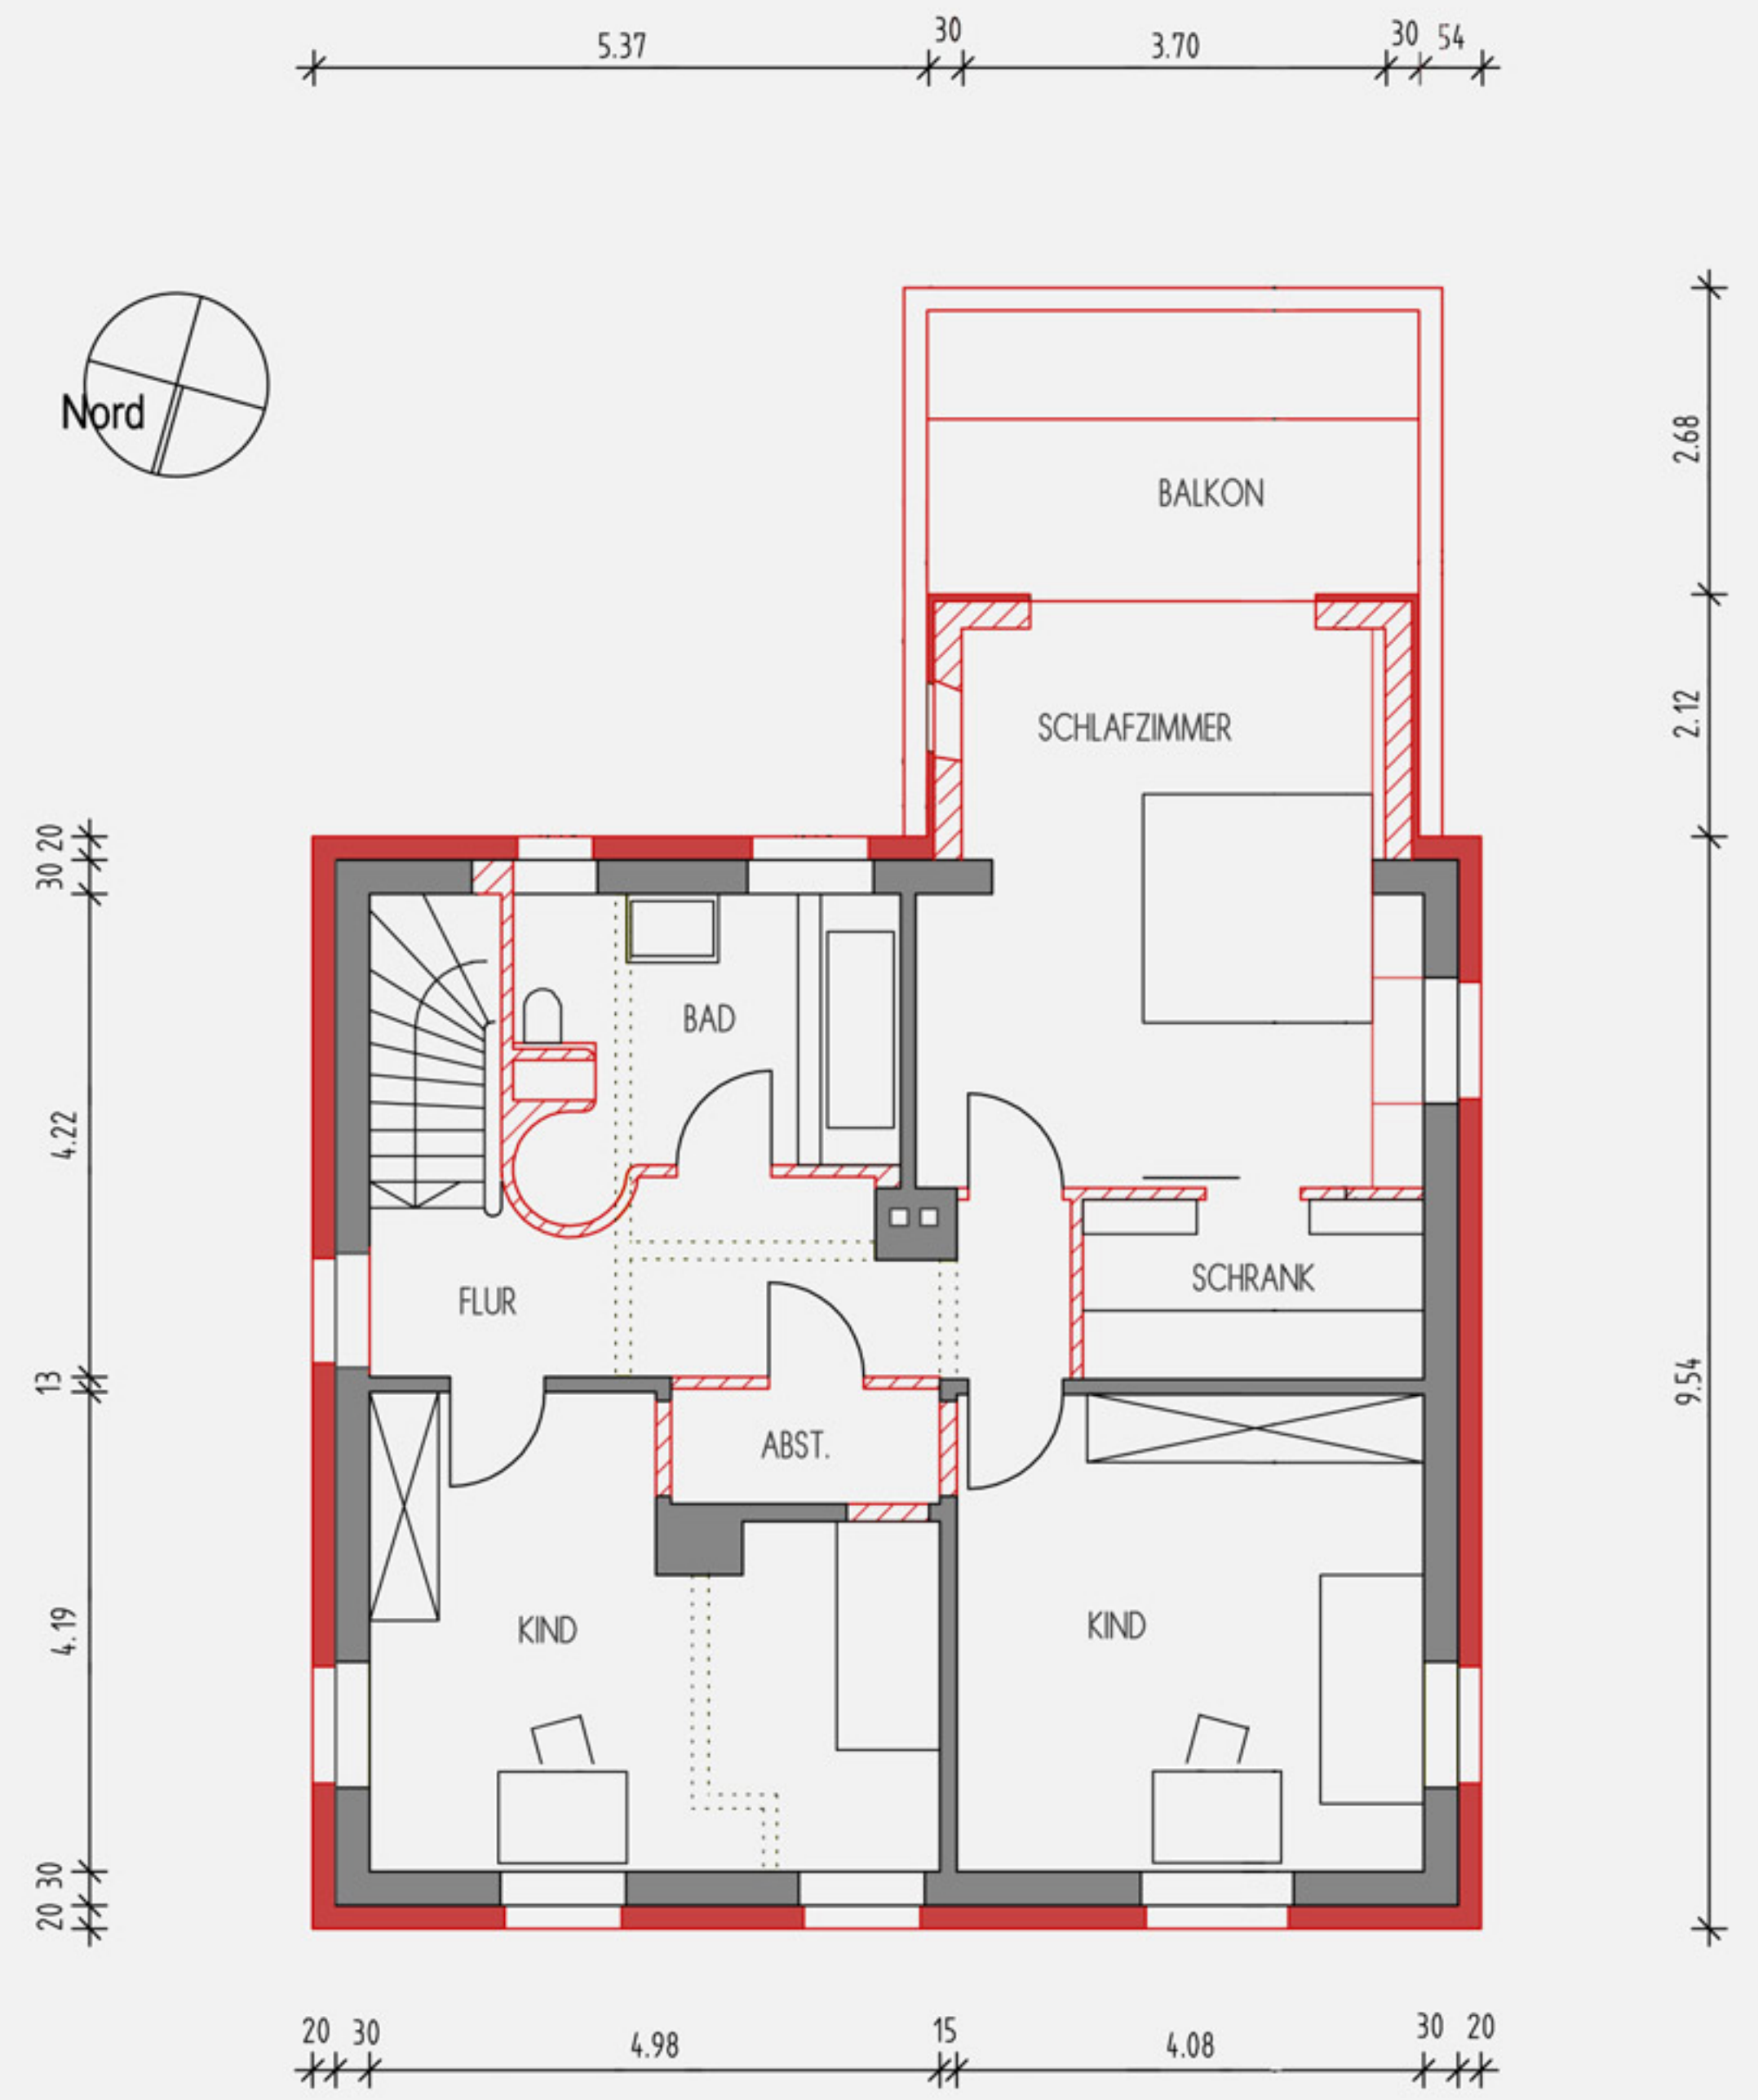 5.37
30
3.70
30
54
Nord
BALKON
2.68
SCHLAFZIMMER
2.12
20
30
BAD
4.22
SCHRANK
FLUR
13
9.54
ABST.
4.19
KIND
KIND
30
20
20
30
4.98
15
4.08
30
20